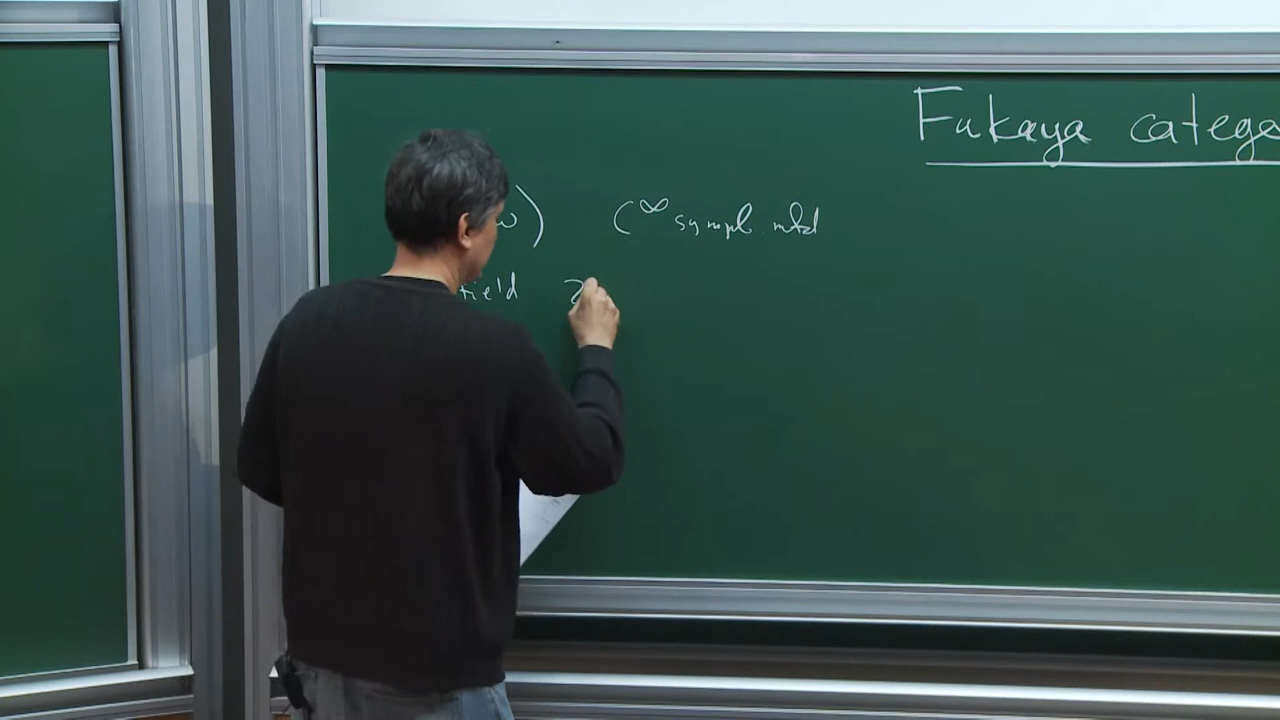 Fukaya catego
ω) C^∞ sympl mfd
field